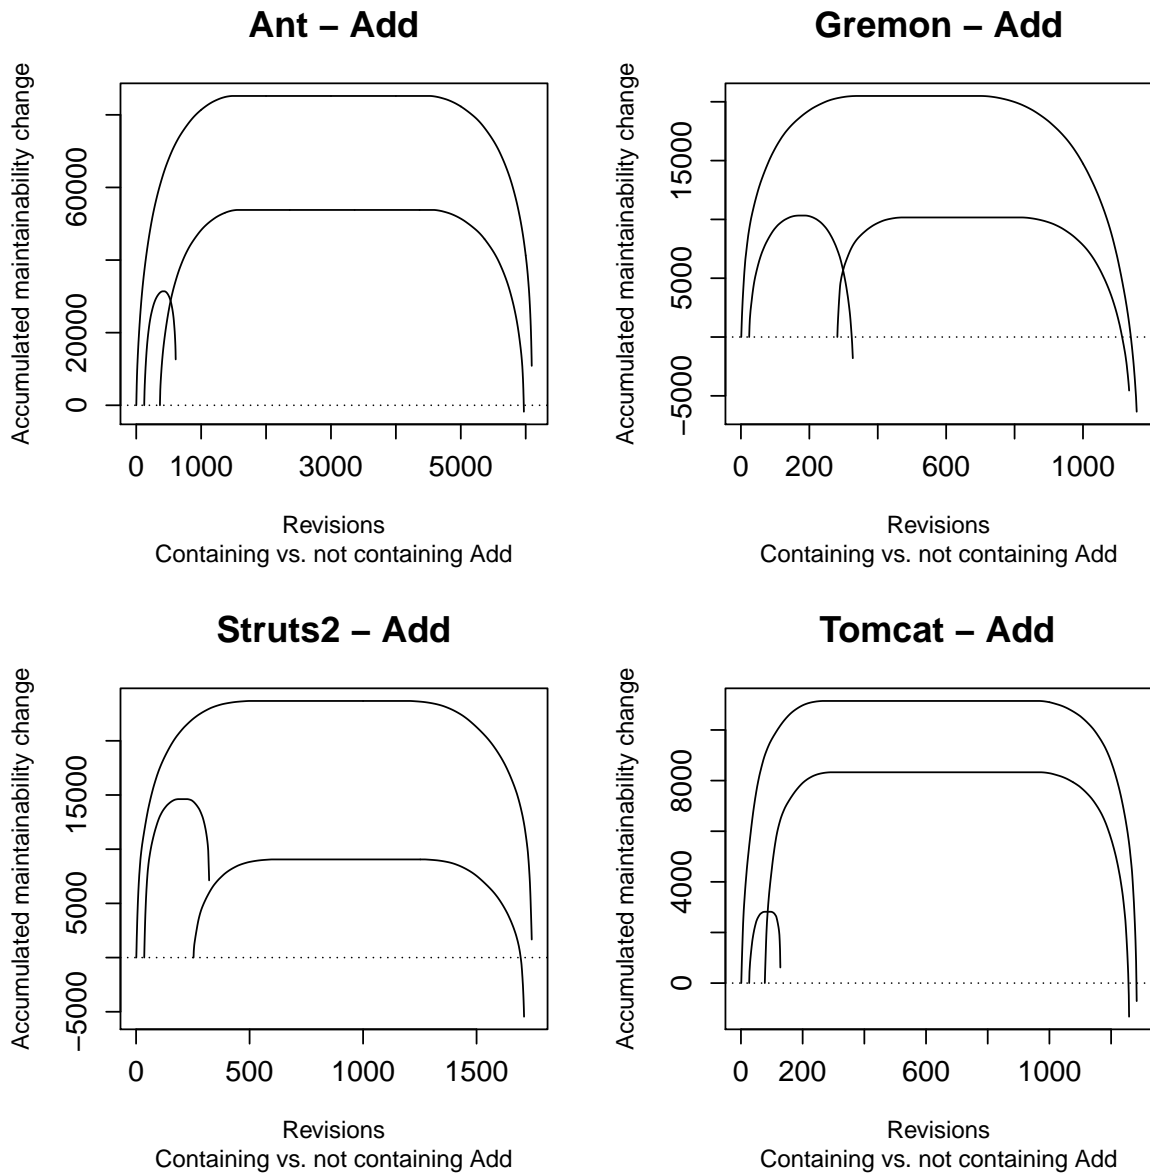 Ant – Add
Accumulated maintainability change
0
20000
60000
0
1000
3000
5000
Revisions
Containing vs. not containing Add
Gremon – Add
Accumulated maintainability change
−5000
5000
15000
0
200
600
1000
Revisions
Containing vs. not containing Add
Struts2 – Add
Accumulated maintainability change
−5000
5000
15000
0
500
1000
1500
Revisions
Containing vs. not containing Add
Tomcat – Add
Accumulated maintainability change
0
4000
8000
0
200
600
1000
Revisions
Containing vs. not containing Add